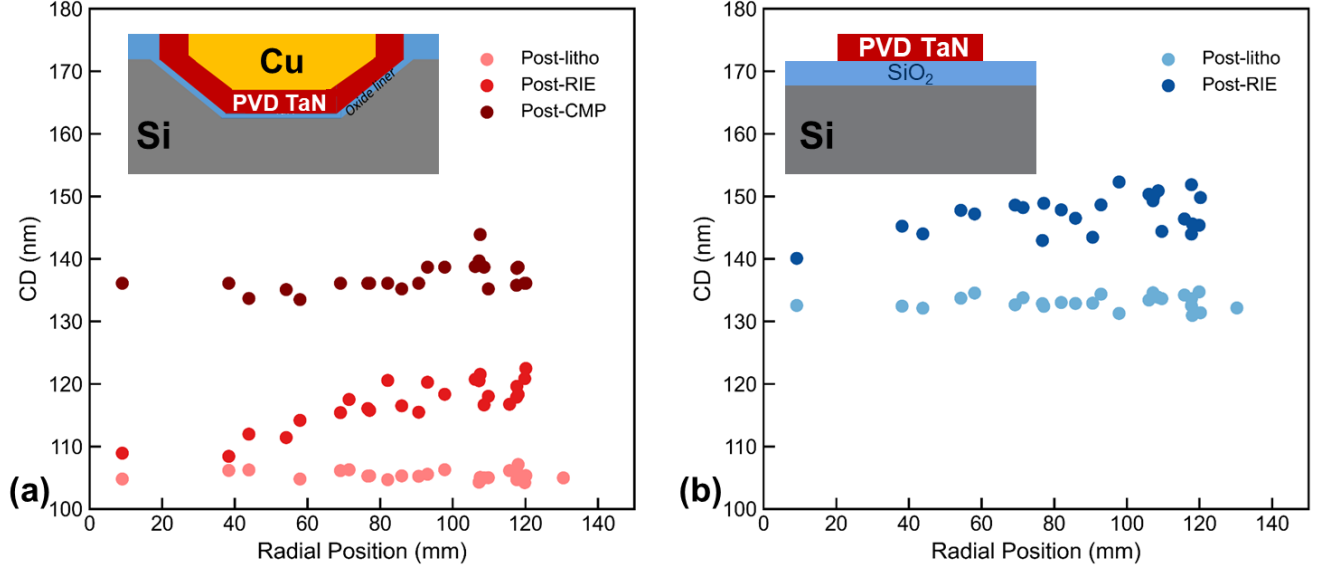 180
170
160
150
140
130
120
110
100
CD (nm)
0 20 40 60 80 100 120 140
Radial Position (mm)
(a)
Cu
PVD TaN
Oxide liner
Si
Post-litho
Post-RIE
Post-CMP
180
170
160
150
140
130
120
110
100
CD (nm)
0 20 40 60 80 100 120 140
Radial Position (mm)
(b)
PVD TaN
SiO₂
Si
Post-litho
Post-RIE